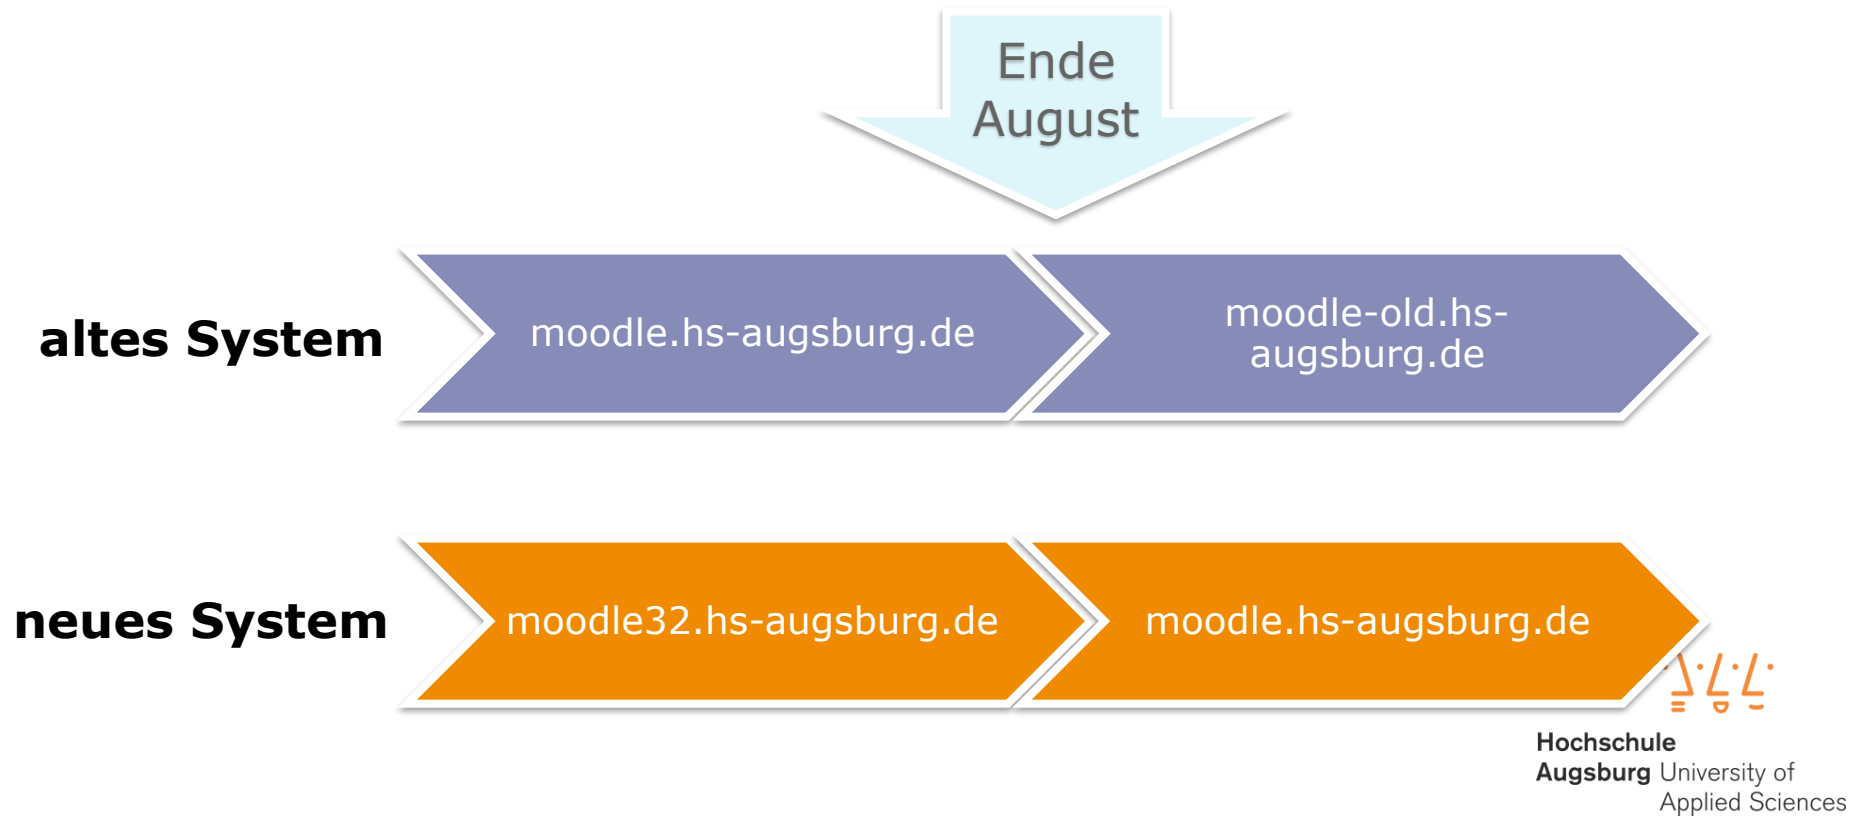 Ende
August
altes System
moodle.hs-augsburg.de
moodle-old.hs-
augsburg.de
neues System
moodle32.hs-augsburg.de
moodle.hs-augsburg.de
Hochschule
Augsburg University of
Applied Sciences